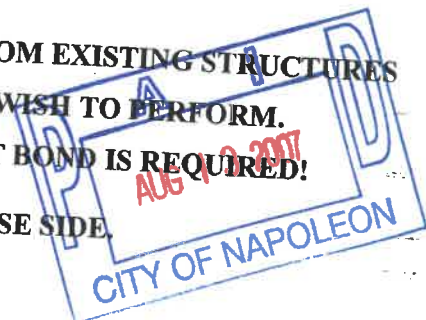 OM EXISTING STRUCTURES
WISH TO PERFORM.
T BOND IS REQUIRED!
SE SIDE.
PAID
AUG 10 2007
CITY OF NAPOLEON